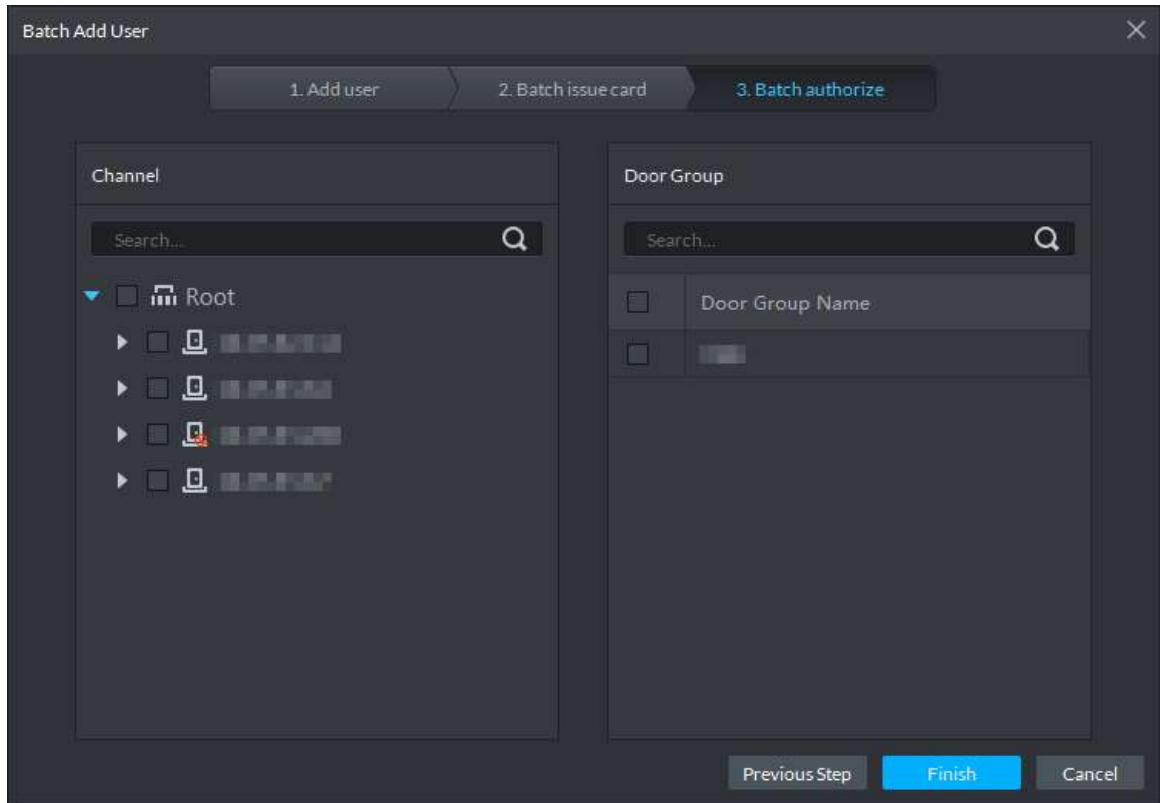 Batch Add User
1. Add user
2. Batch issue card
3. Batch authorize
Channel
Search...
Root
Door Group
Search...
Door Group Name
Previous Step
Finish
Cancel